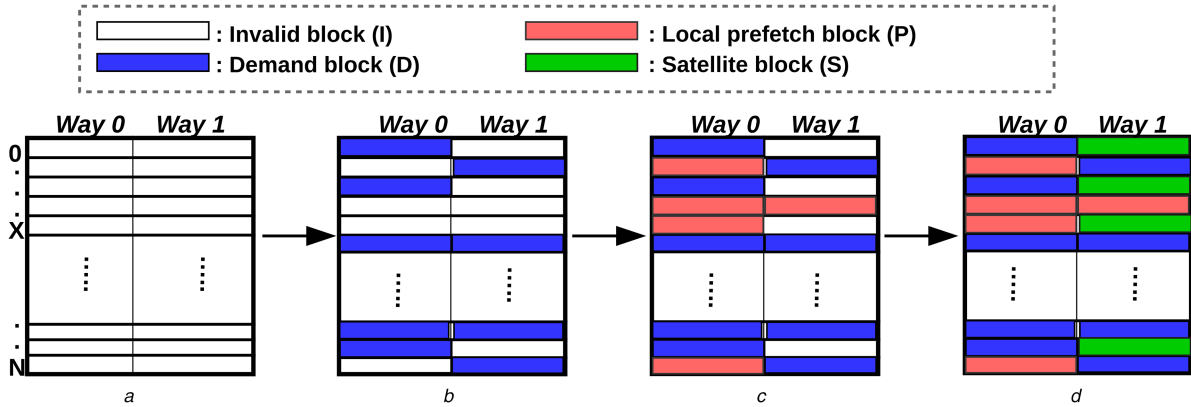 : Invalid block (I) : Local prefetch block (P)
: Demand block (D) : Satellite block (S)
Way 0 Way 1 Way 0 Way 1 Way 0 Way 1 Way 0 Way 1
0
.
.
.
X
.
.
N
a b c d